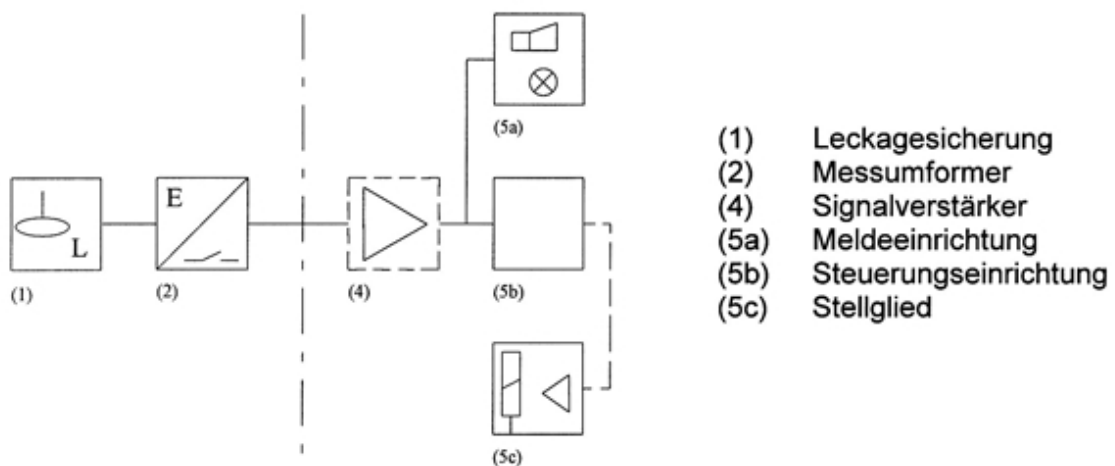 (5a)
E
L
(1)
(2)
(4)
(5b)
(5c)
(1) Leckagesicherung
(2) Messumformer
(4) Signalverstärker
(5a) Meldeeinrichtung
(5b) Steuerungseinrichtung
(5c) Stellglied